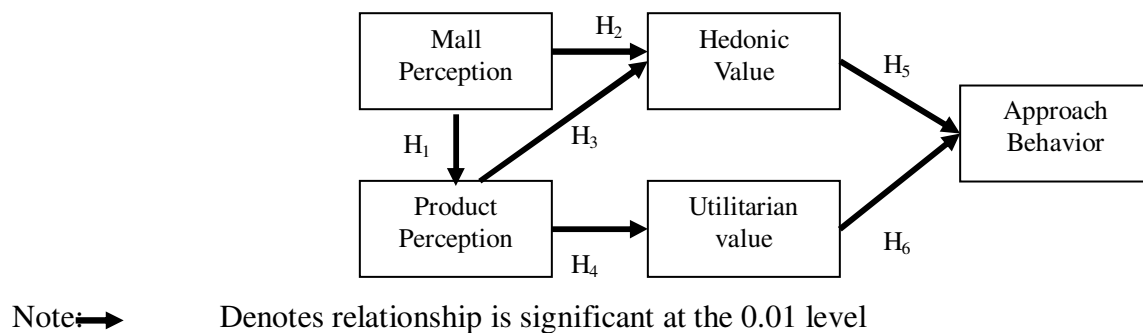 Mall
Perception
H₂
Hedonic
Value
H₅
Approach
Behavior
H₁
H₃
Product
Perception
H₄
Utilitarian
value
H₆
Note: Denotes relationship is significant at the 0.01 level